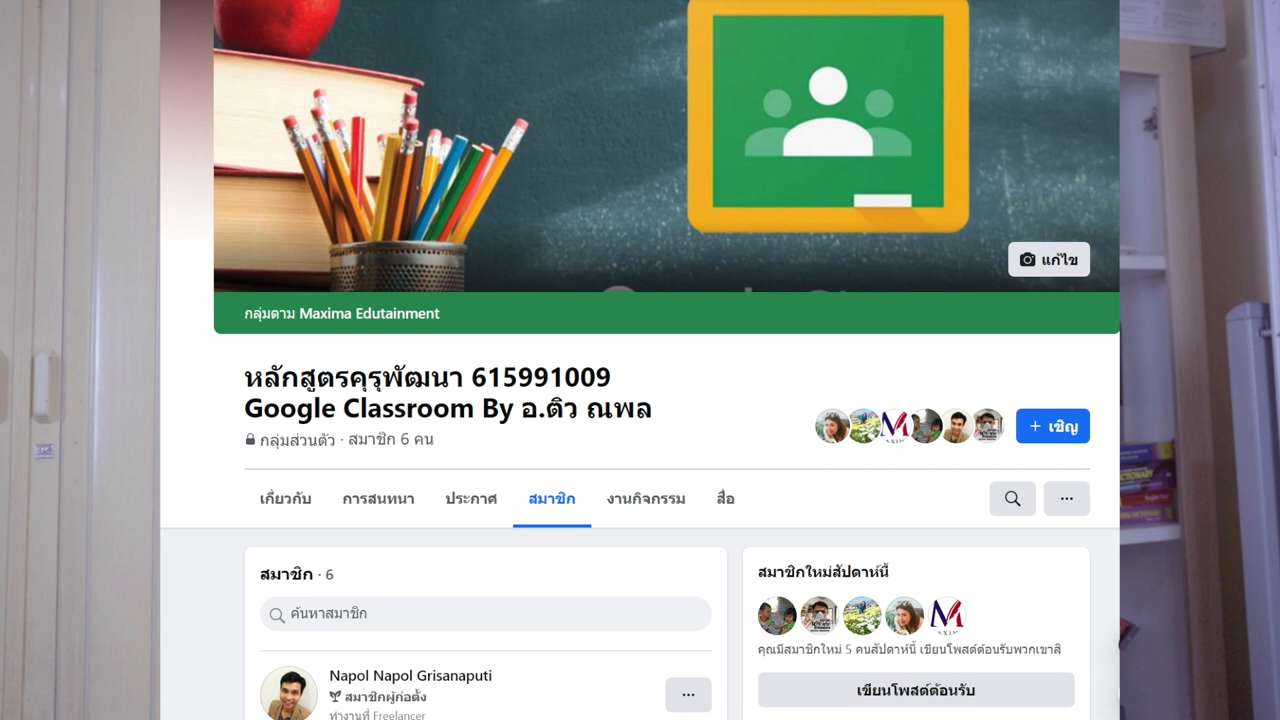 แก้ไข
กลุ่มตาม Maxima Edutainment
หลักสูตรคุรุพัฒนา 615991009
Google Classroom By อ.ติว ณพล
กลุ่มส่วนตัว · สมาชิก 6 คน
+ เชิญ
เกี่ยวกับ การสนทนา ประกาศ สมาชิก งานกิจกรรม สื่อ
สมาชิก · 6
ค้นหาสมาชิก
Napol Napol Grisanaputi
สมาชิกผู้ก่อตั้ง
ทำงานที่ Freelancer
สมาชิกใหม่สัปดาห์นี้
คุณมีสมาชิกใหม่ 5 คนสัปดาห์นี้ เขียนโพสต์ต้อนรับพวกเขาสิ
เขียนโพสต์ต้อนรับ